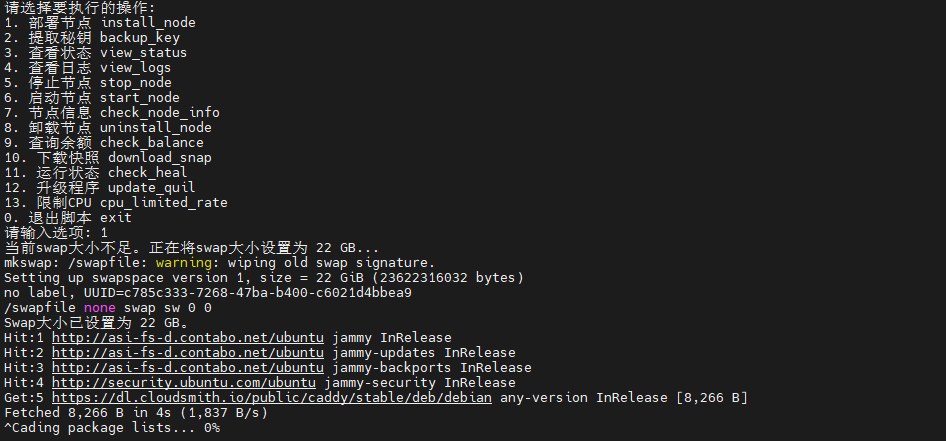 请选择要执行的操作:
1. 部署节点 install_node
2. 提取秘钥 backup_key
3. 查看状态 view_status
4. 查看日志 view_logs
5. 停止节点 stop_node
6. 启动节点 start_node
7. 节点信息 check_node_info
8. 卸载节点 uninstall_node
9. 查询余额 check_balance
10. 下载快照 download_snap
11. 运行状态 check_heal
12. 升级程序 update_quil
13. 限制CPU cpu_limited_rate
0. 退出脚本 exit
请输入选项: 1
当前swap大小不足。正在将swap大小设置为 22 GB...
mkswap: /swapfile: warning: wiping old swap signature.
Setting up swapspace version 1, size = 22 GiB (23622316032 bytes)
no label, UUID=c785c333-7268-47ba-b400-c6021d4bbea9
/swapfile none swap sw 0 0
Swap大小已设置为 22 GB。
Hit:1 http://asi-fs-d.contabo.net/ubuntu jammy InRelease
Hit:2 http://asi-fs-d.contabo.net/ubuntu jammy-updates InRelease
Hit:3 http://asi-fs-d.contabo.net/ubuntu jammy-backports InRelease
Hit:4 http://security.ubuntu.com/ubuntu jammy-security InRelease
Get:5 https://dl.cloudsmith.io/public/caddy/stable/deb/debian any-version InRelease [8,266 B]
Fetched 8,266 B in 4s (1,837 B/s)
^Cading package lists... 0%